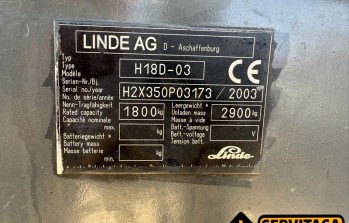 LINDE AG D - Aschaffenburg
Typ
Type H18D-03
Modèle CE
Serien-Nr./Bj.
Serial no./year H2X350P03173 / 2003
No. de série/année
Nenn-Tragfähigkeit Leergewicht*
Rated capacity 1800 kg Unladen mass 2900 kg
Capacité nominale Masse à vide
max. max.
Batteriegewicht* Batt.-Spannung
Battery mass kg Batt.-voltage V
Masse batterie Tension batt.
min. Linde
SERVITASA